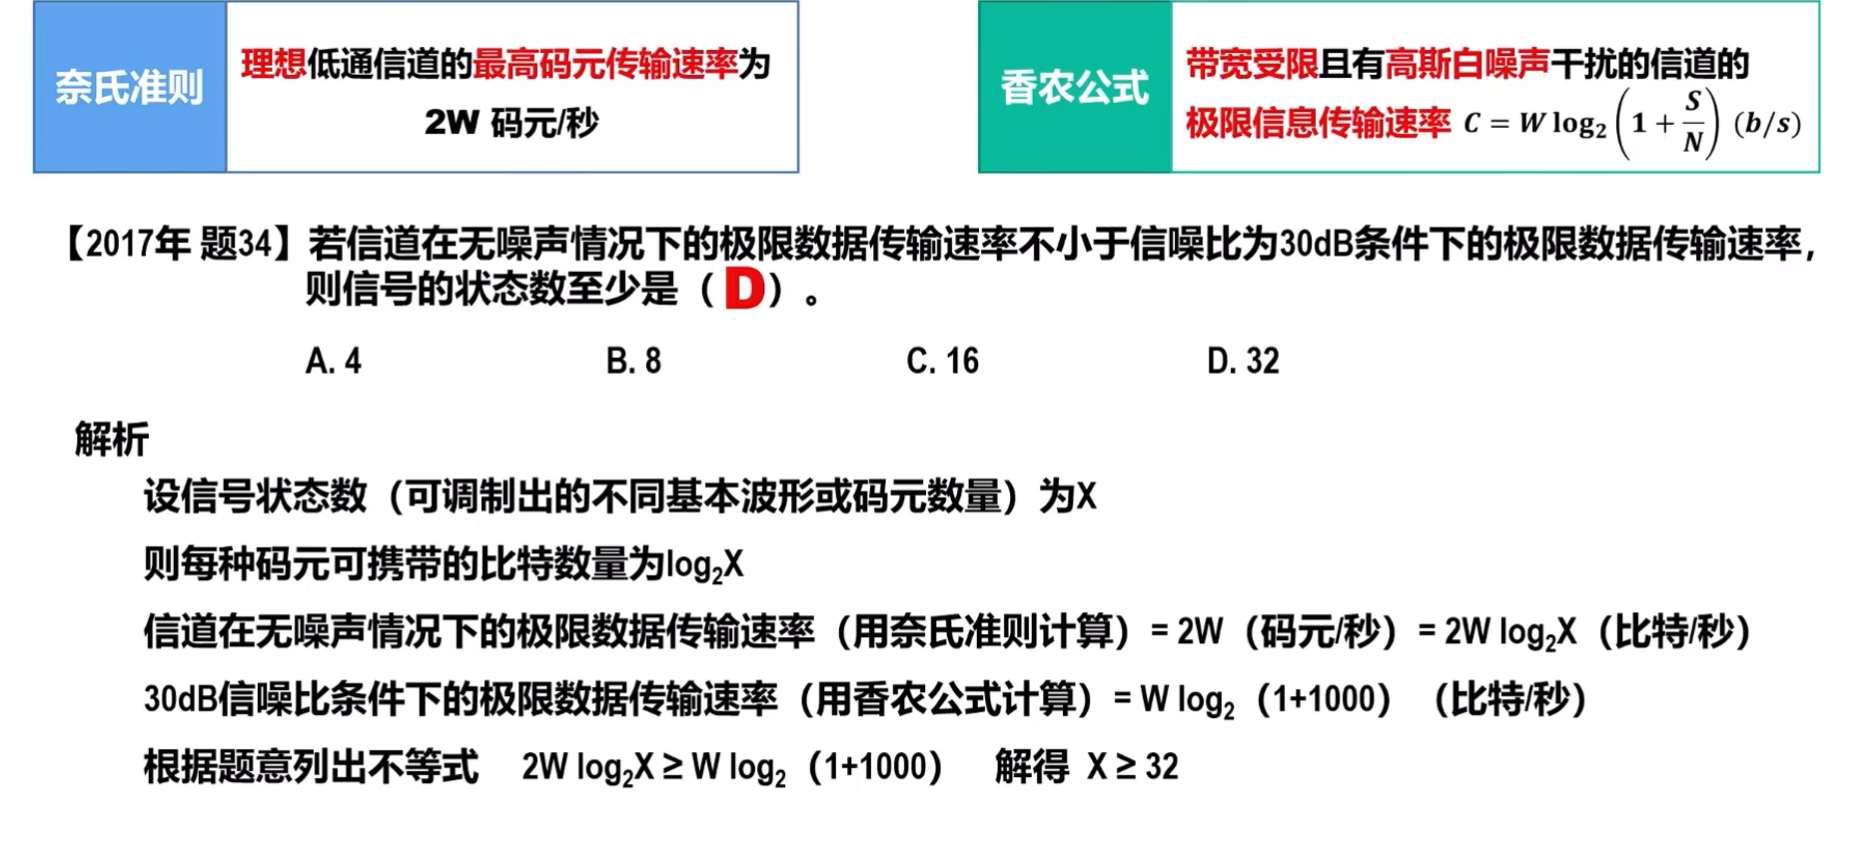 奈氏准则
理想低通信道的最高码元传输速率为
2W 码元/秒
香农公式
带宽受限且有高斯白噪声干扰的信道的
极限信息传输速率 C = W log₂(1 + S/N) (b/s)
【2017年 题34】若信道在无噪声情况下的极限数据传输速率不小于信噪比为30dB条件下的极限数据传输速率，
则信号的状态数至少是（ D ）。
A. 4 B. 8 C. 16 D. 32
解析
设信号状态数（可调制出的不同基本波形或码元数量）为X
则每种码元可携带的比特数量为log₂X
信道在无噪声情况下的极限数据传输速率（用奈氏准则计算）= 2W（码元/秒）= 2W log₂X（比特/秒）
30dB信噪比条件下的极限数据传输速率（用香农公式计算）= W log₂（1+1000）（比特/秒）
根据题意列出不等式 2W log₂X ≥ W log₂（1+1000） 解得 X ≥ 32